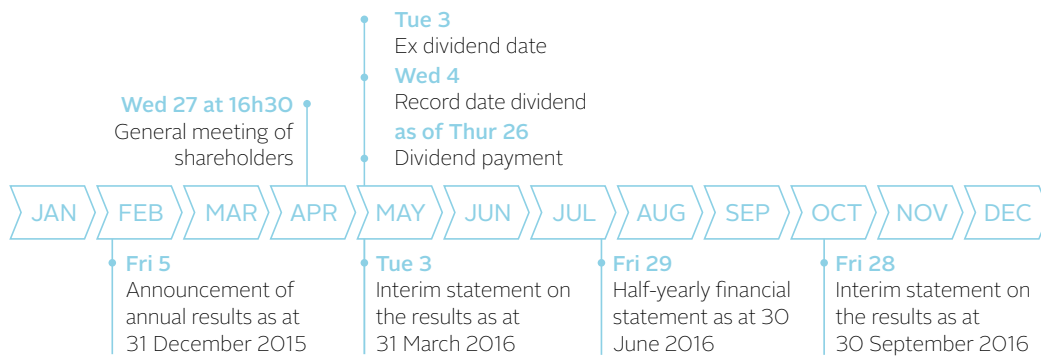 Tue 3
Ex dividend date
Wed 4
Record date dividend
as of Thur 26
Dividend payment
Wed 27 at 16h30
General meeting of
shareholders
JAN FEB MAR APR MAY JUN JUL AUG SEP OCT NOV DEC
Fri 5
Announcement of
annual results as at
31 December 2015
Tue 3
Interim statement on
the results as at
31 March 2016
Fri 29
Half-yearly financial
statement as at 30
June 2016
Fri 28
Interim statement on
the results as at
30 September 2016